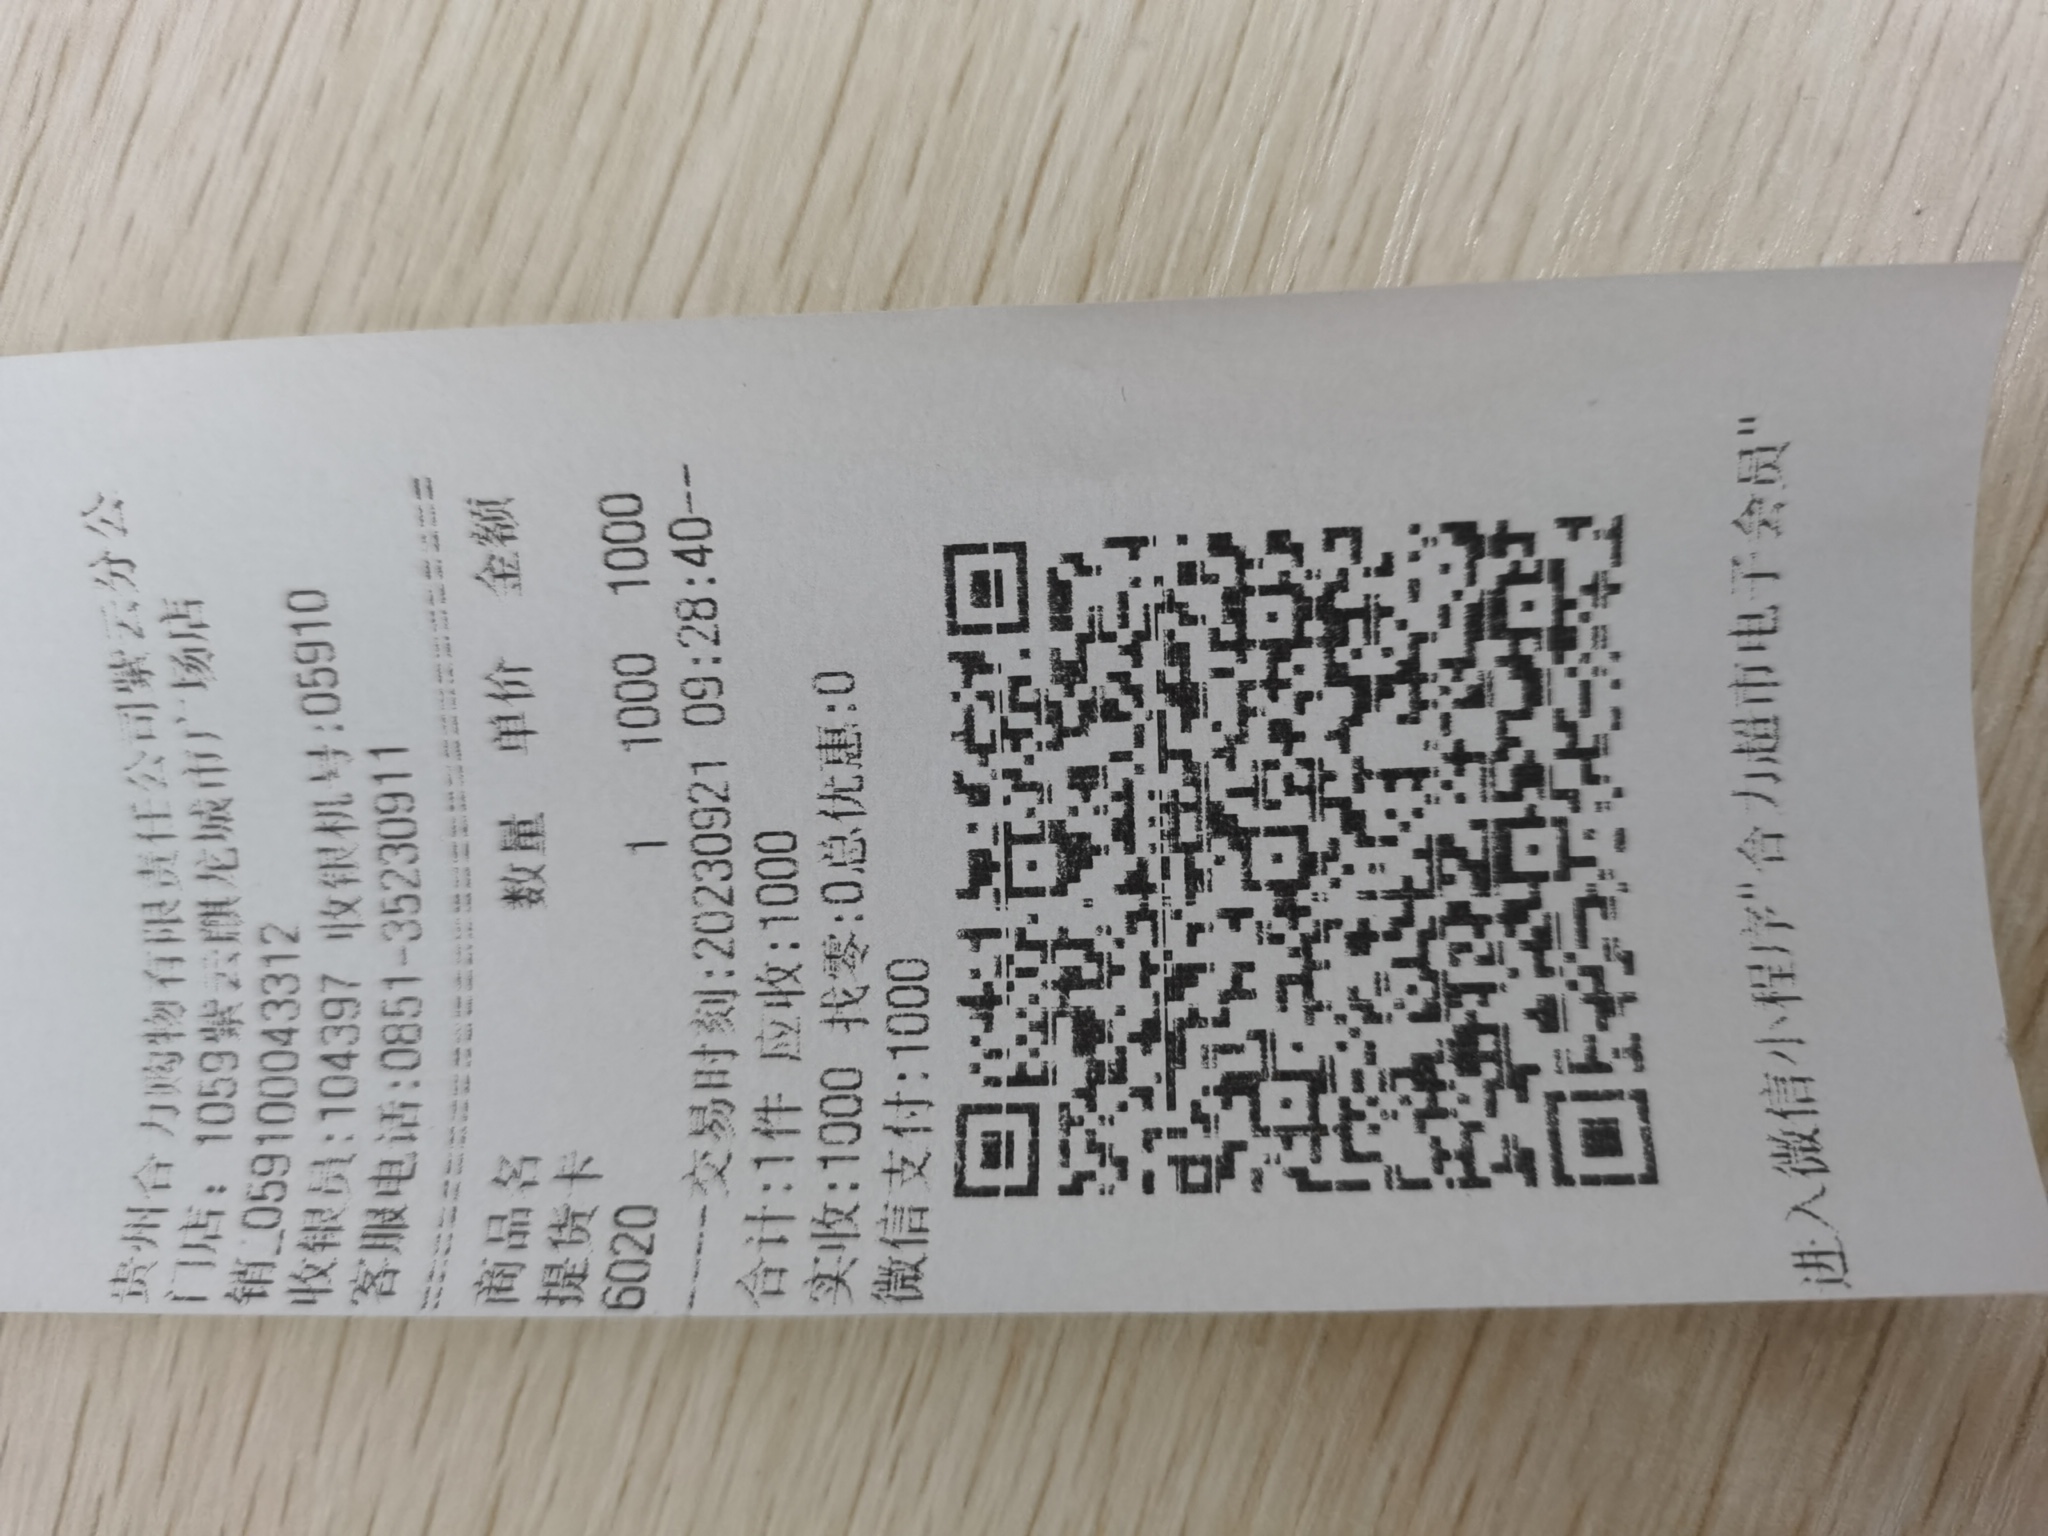 贵州合力购物有限责任公司紫云分公
门店: 1059紫云麒龙城市广场店
销_0591000043312
收银员:104397 收银机号:059910
客服电话:0851-35230911
================================
商品名 数量 单价 金额
提货卡
6020 1 1000 1000
----交易时刻:20230921 09:28:40---
合计:1件 应收:1000
实收:1000 找零:0总优惠:0
微信支付:1000
进入微信小程序"合力超市电子会员"